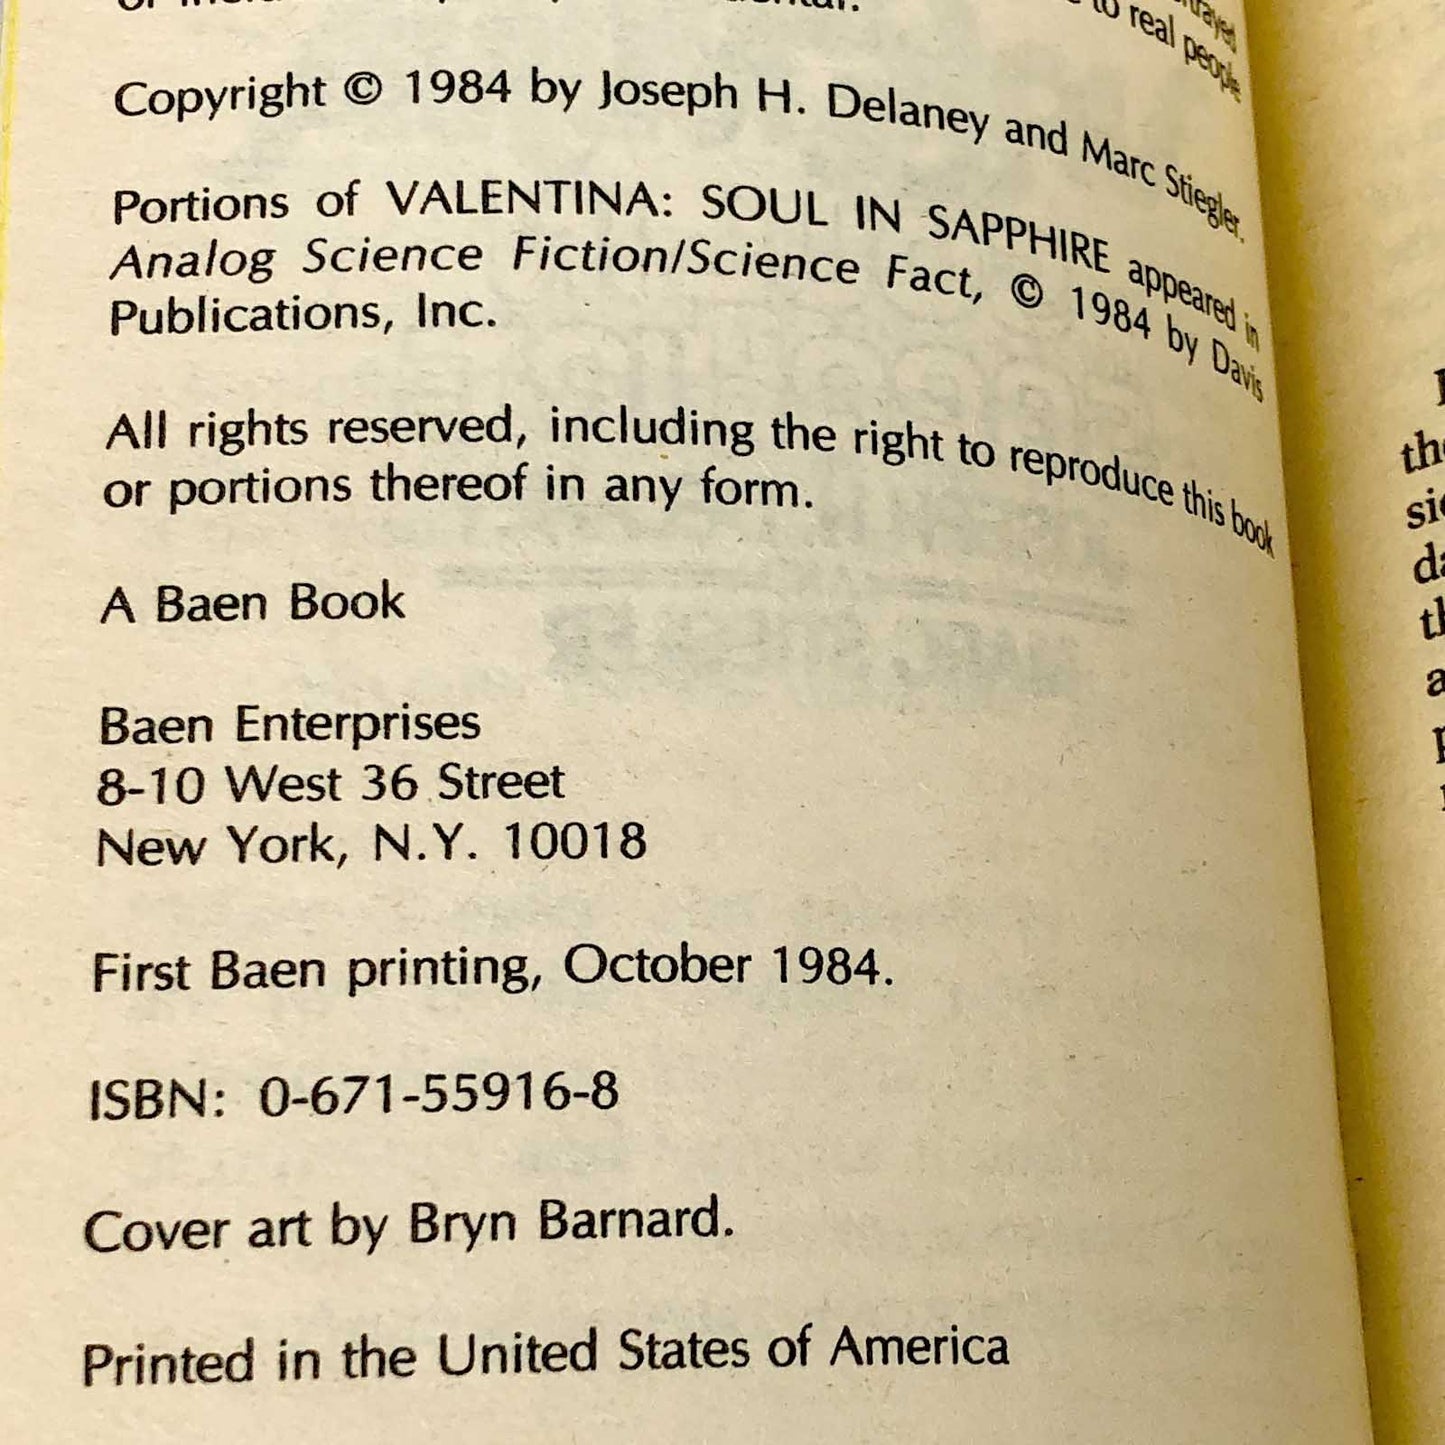 to real people
Copyright © 1984 by Joseph H. Delaney and Marc Stiegler.
Portions of VALENTINA: SOUL IN SAPPHIRE appeared in
Analog Science Fiction/Science Fact, © 1984 by Davis
Publications, Inc.
All rights reserved, including the right to reproduce this book
or portions thereof in any form.
A Baen Book
Baen Enterprises
8-10 West 36 Street
New York, N.Y. 10018
First Baen printing, October 1984.
ISBN: 0-671-55916-8
Cover art by Bryn Barnard.
Printed in the United States of America